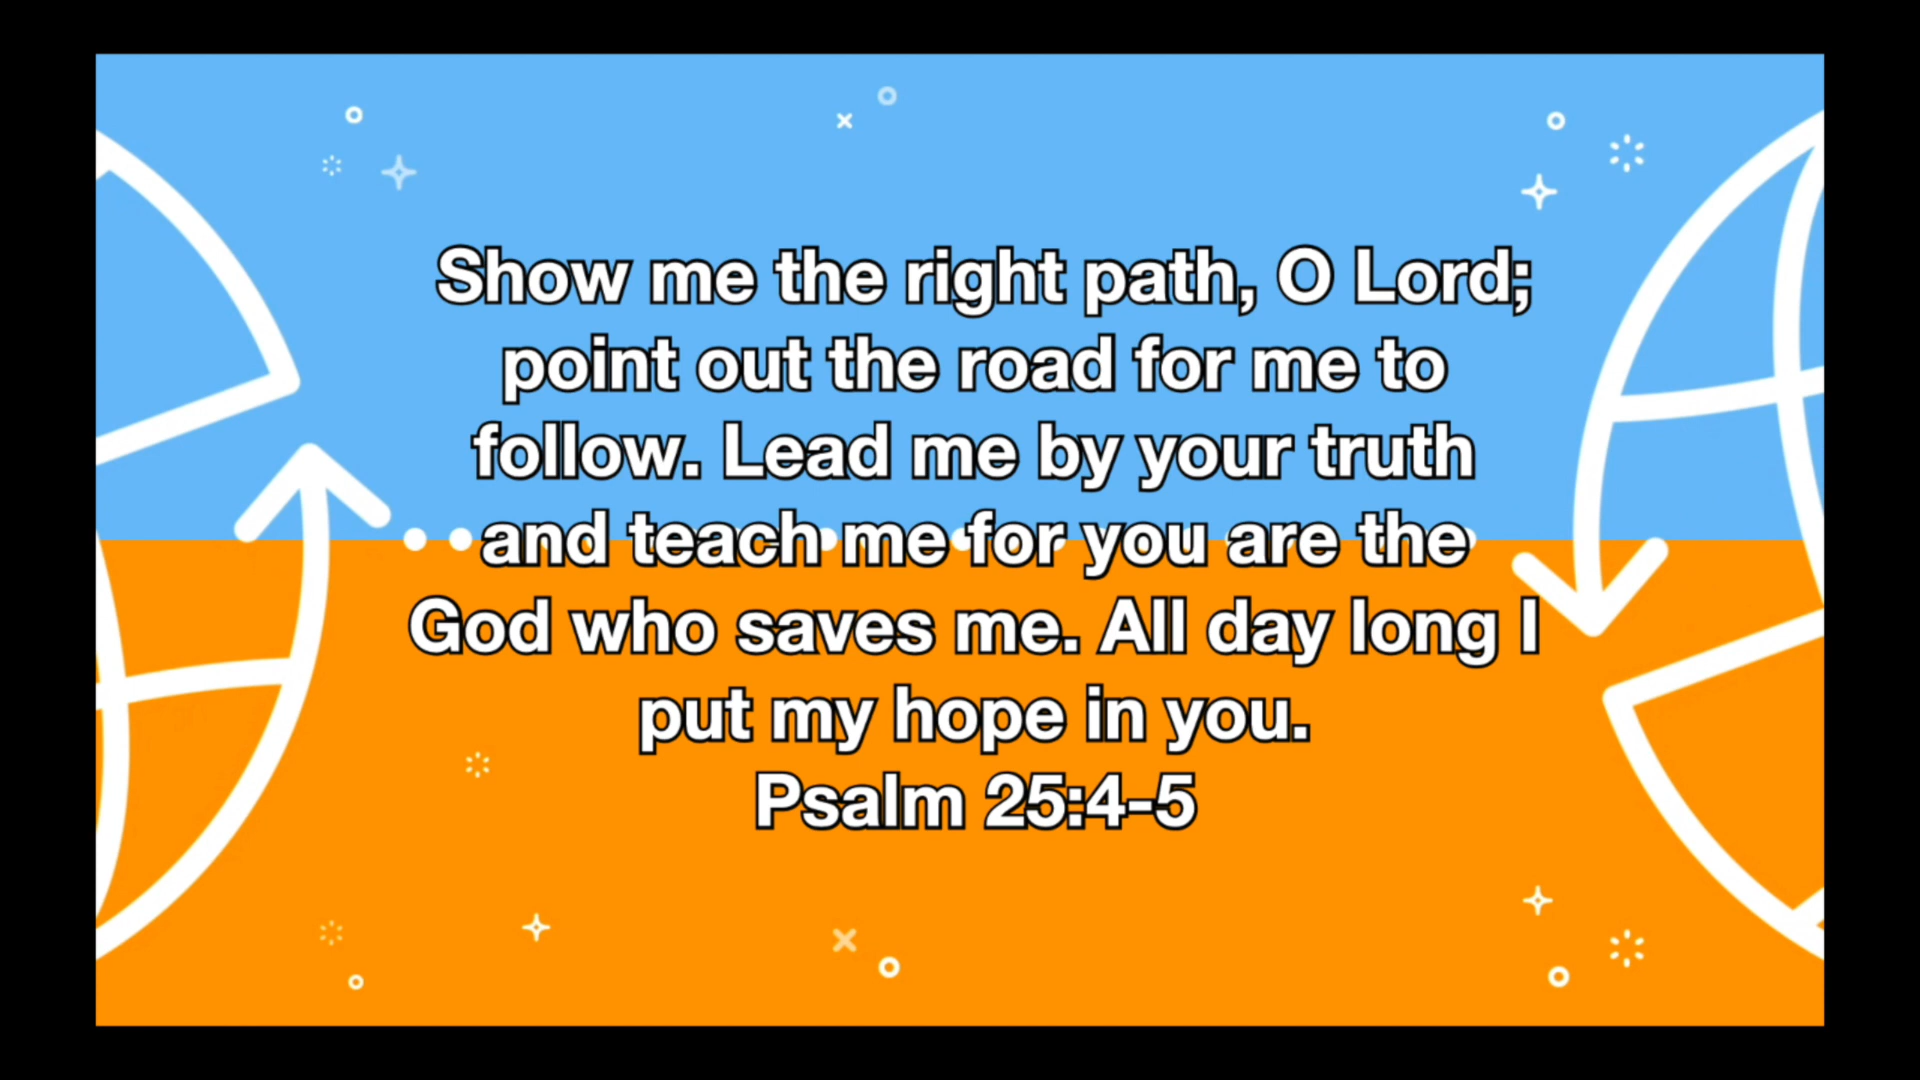 Show me the right path, O Lord;
point out the road for me to
follow. Lead me by your truth
and teach me for you are the
God who saves me. All day long I
put my hope in you.
Psalm 25:4-5